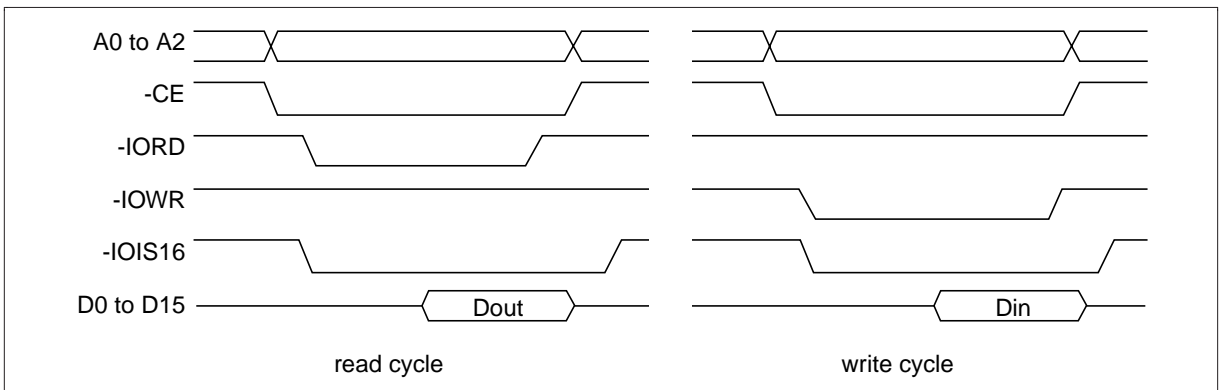 A0 to A2
-CE
-IORD
-IOWR
-IOIS16
D0 to D15 Dout Din
read cycle write cycle